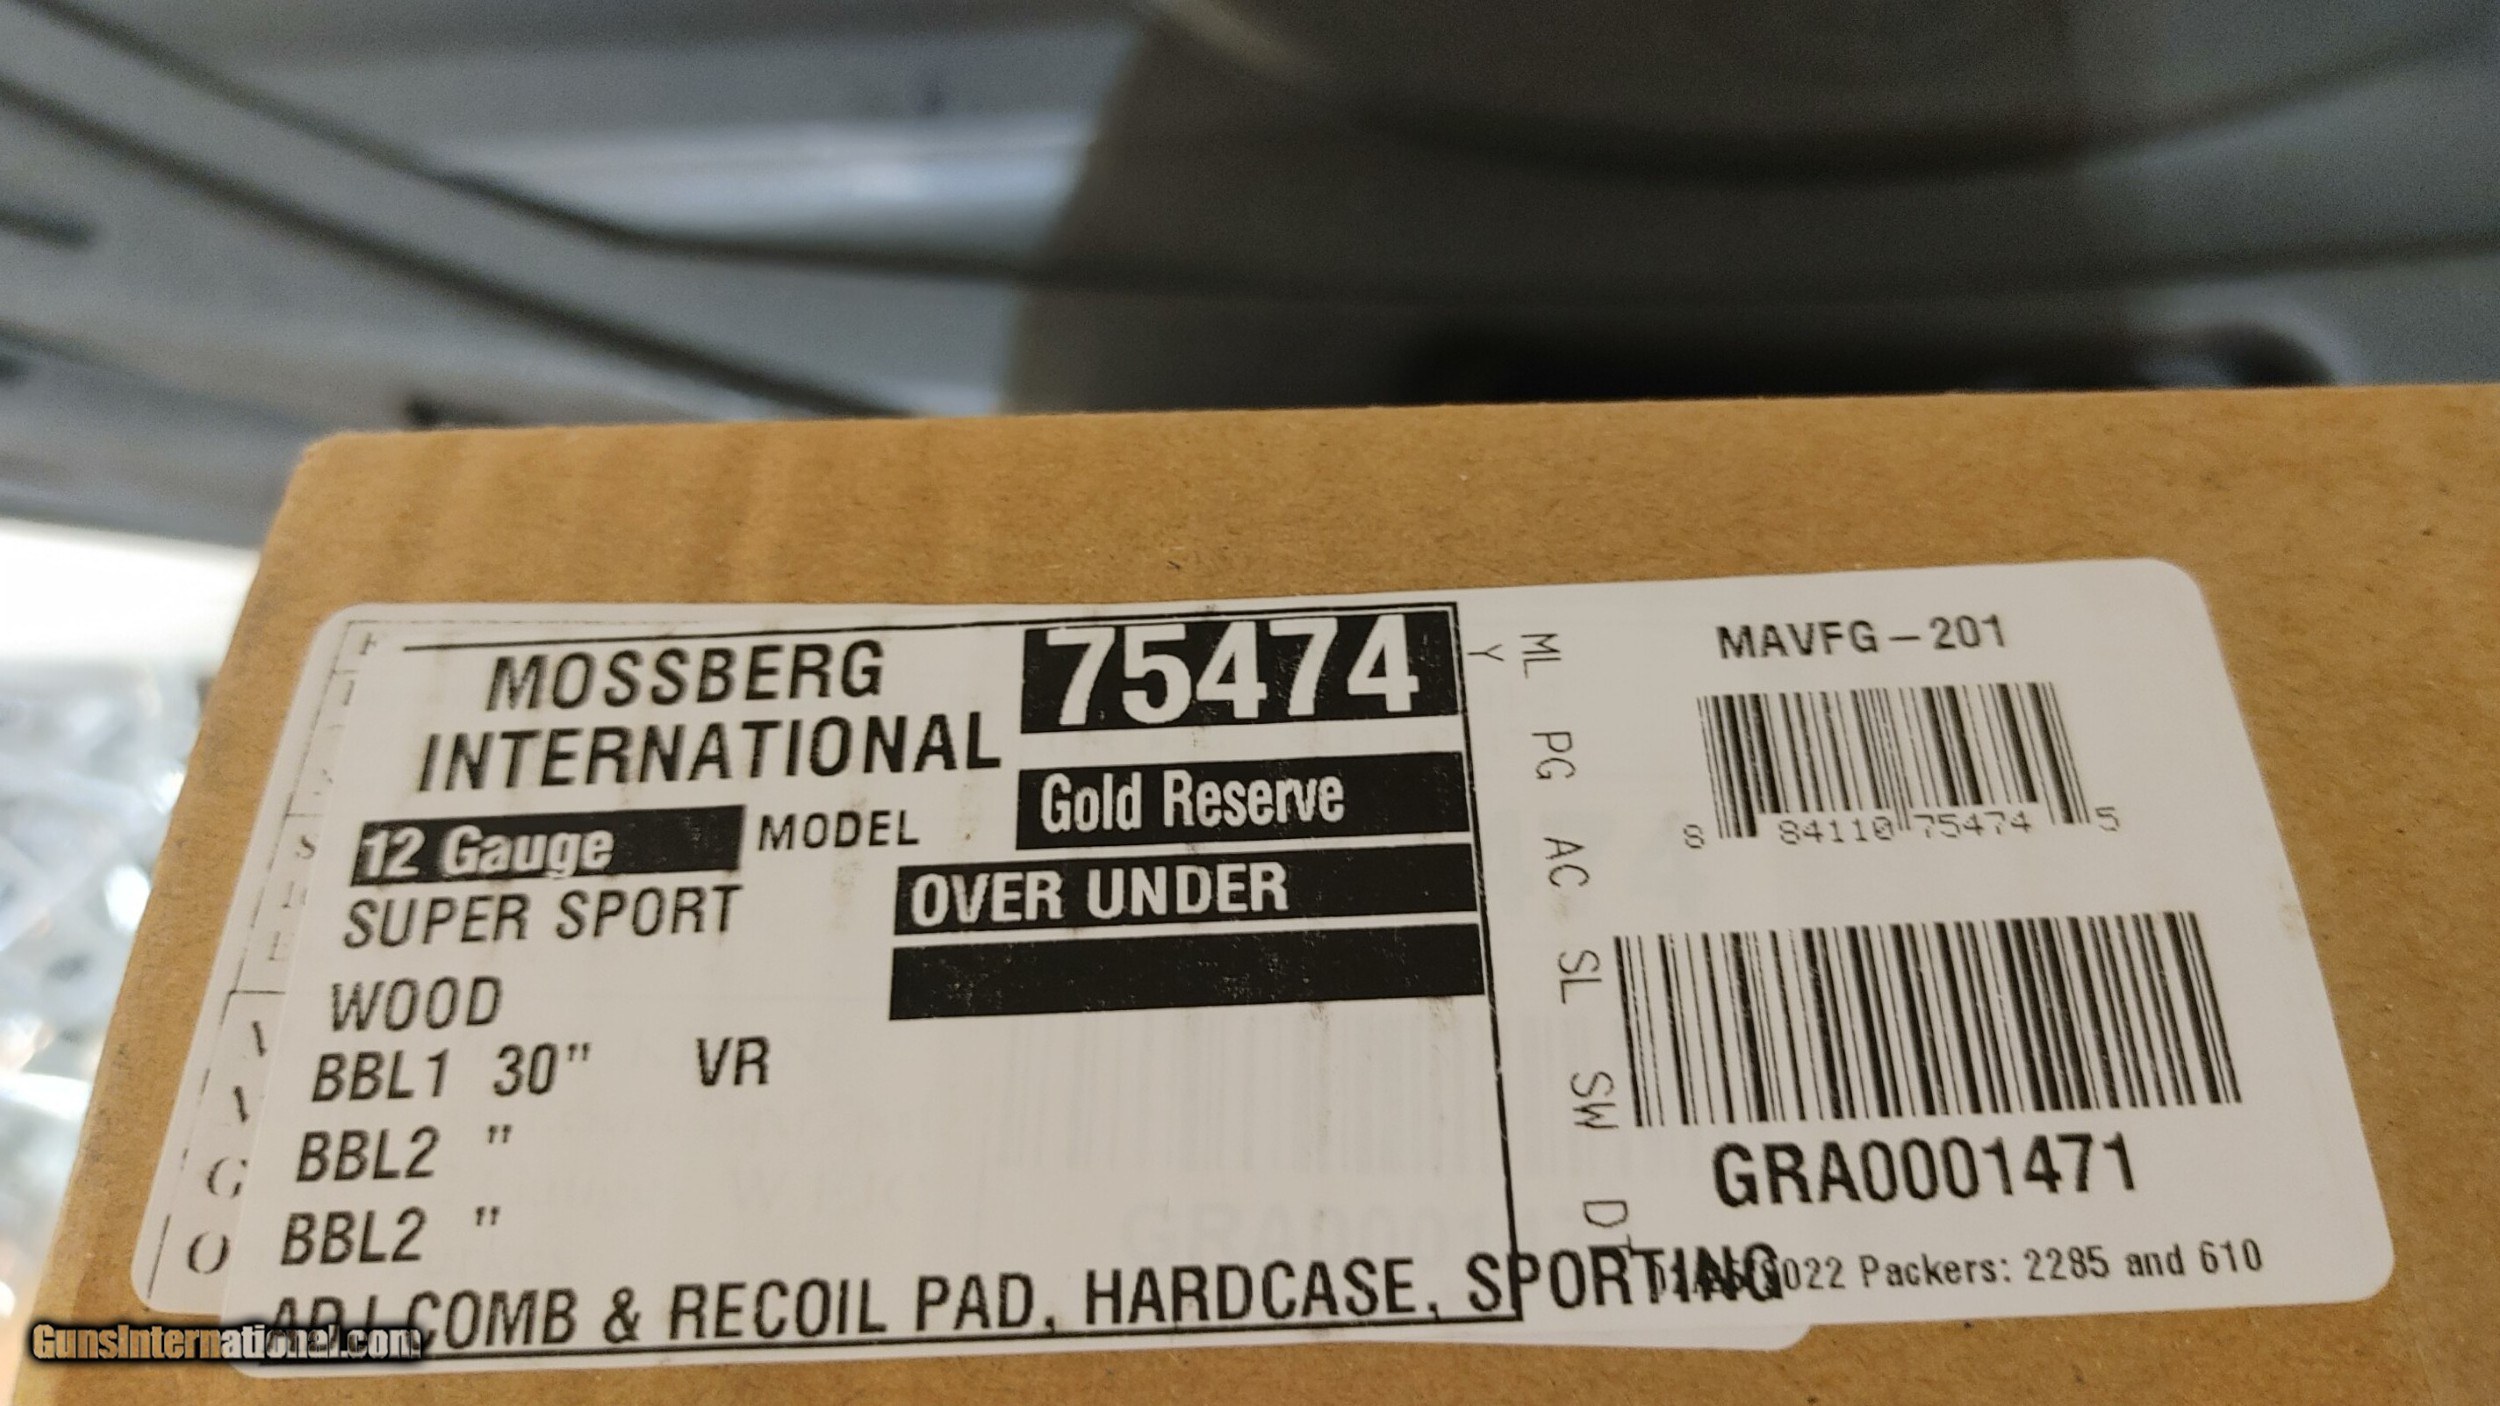 MOSSBERG
INTERNATIONAL
75474
12 Gauge
MODEL
Gold Reserve
SUPER SPORT
OVER UNDER
WOOD
BBL1 30" VR
BBL2 "
BBL2 "
ADJ COMB & RECOIL PAD, HARDCASE, SPORTING
Y
ML PG AC SL SW
MAVFG-201
8 84110 75474 5
GRA0001471
Packers: 2285 and 610
GunsInternational.com